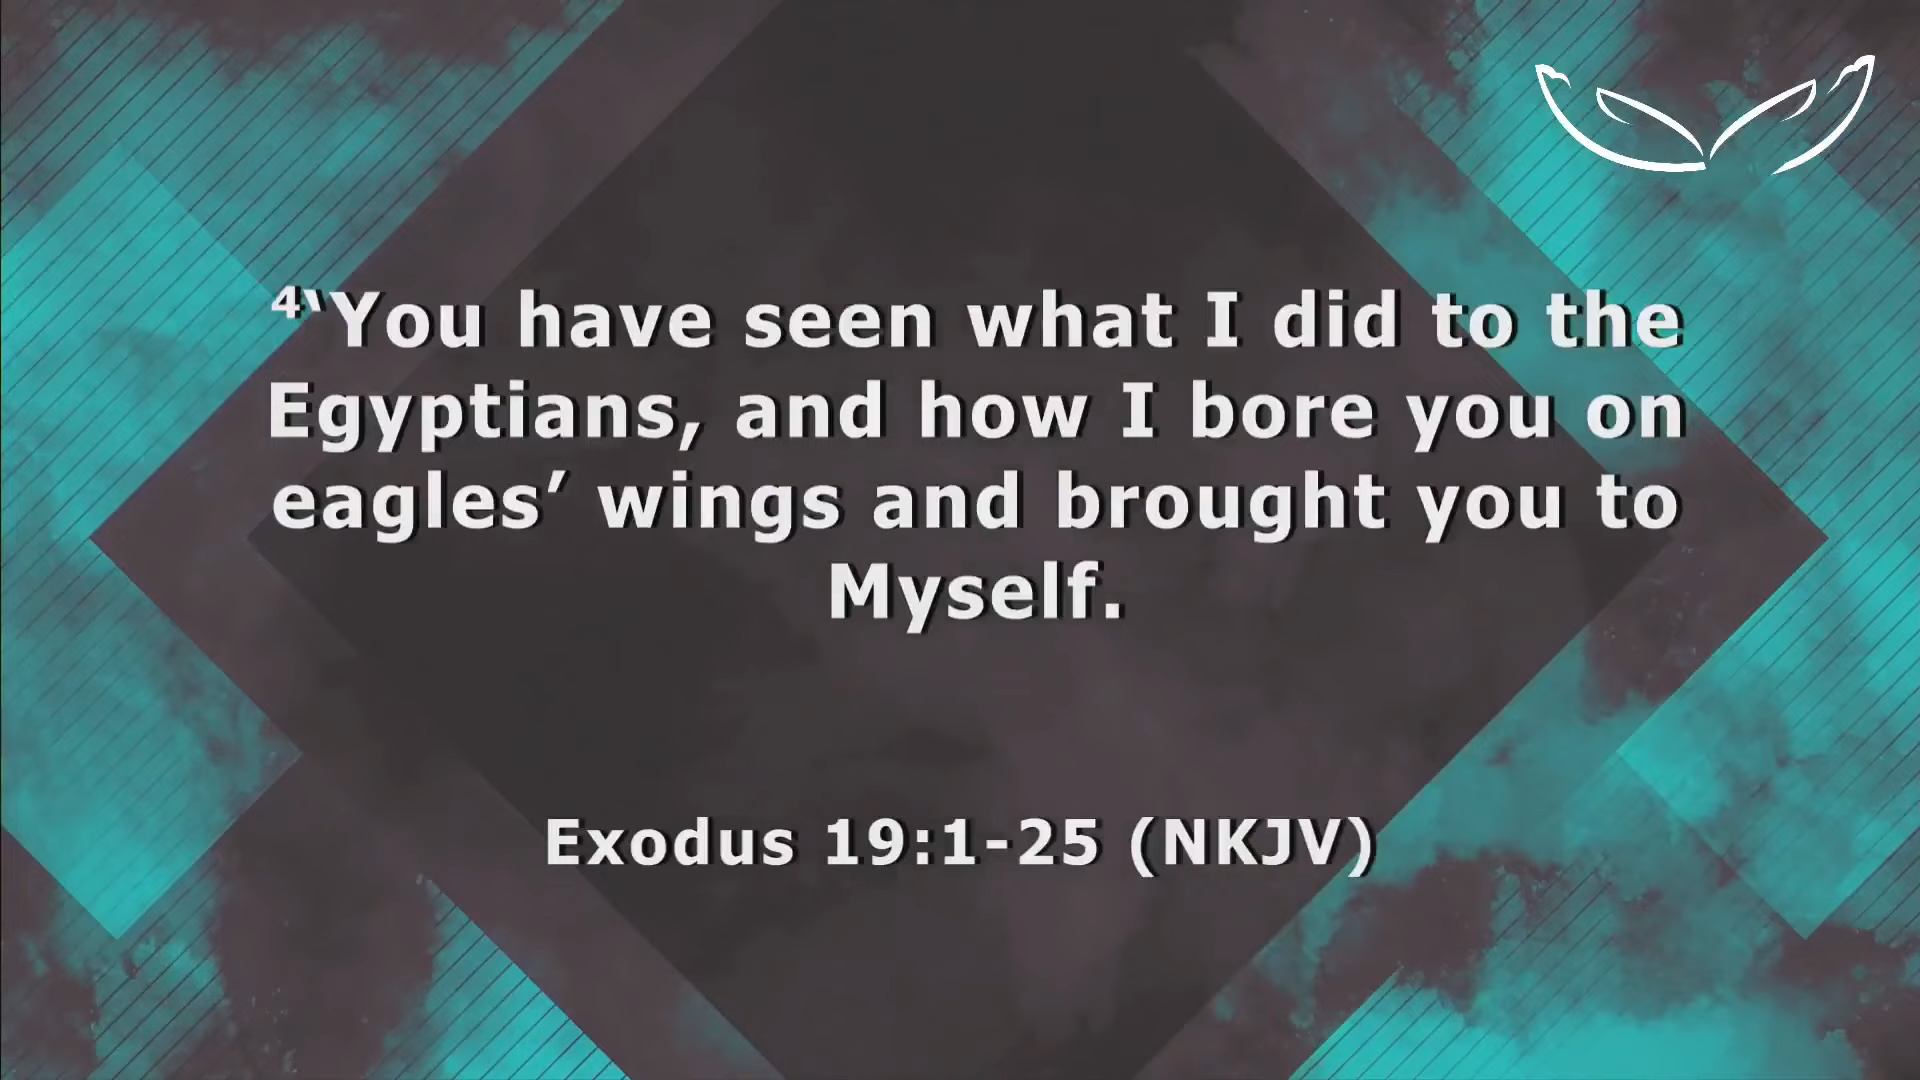 ⁴‘You have seen what I did to the
Egyptians, and how I bore you on
eagles’ wings and brought you to
Myself.
Exodus 19:1-25 (NKJV)